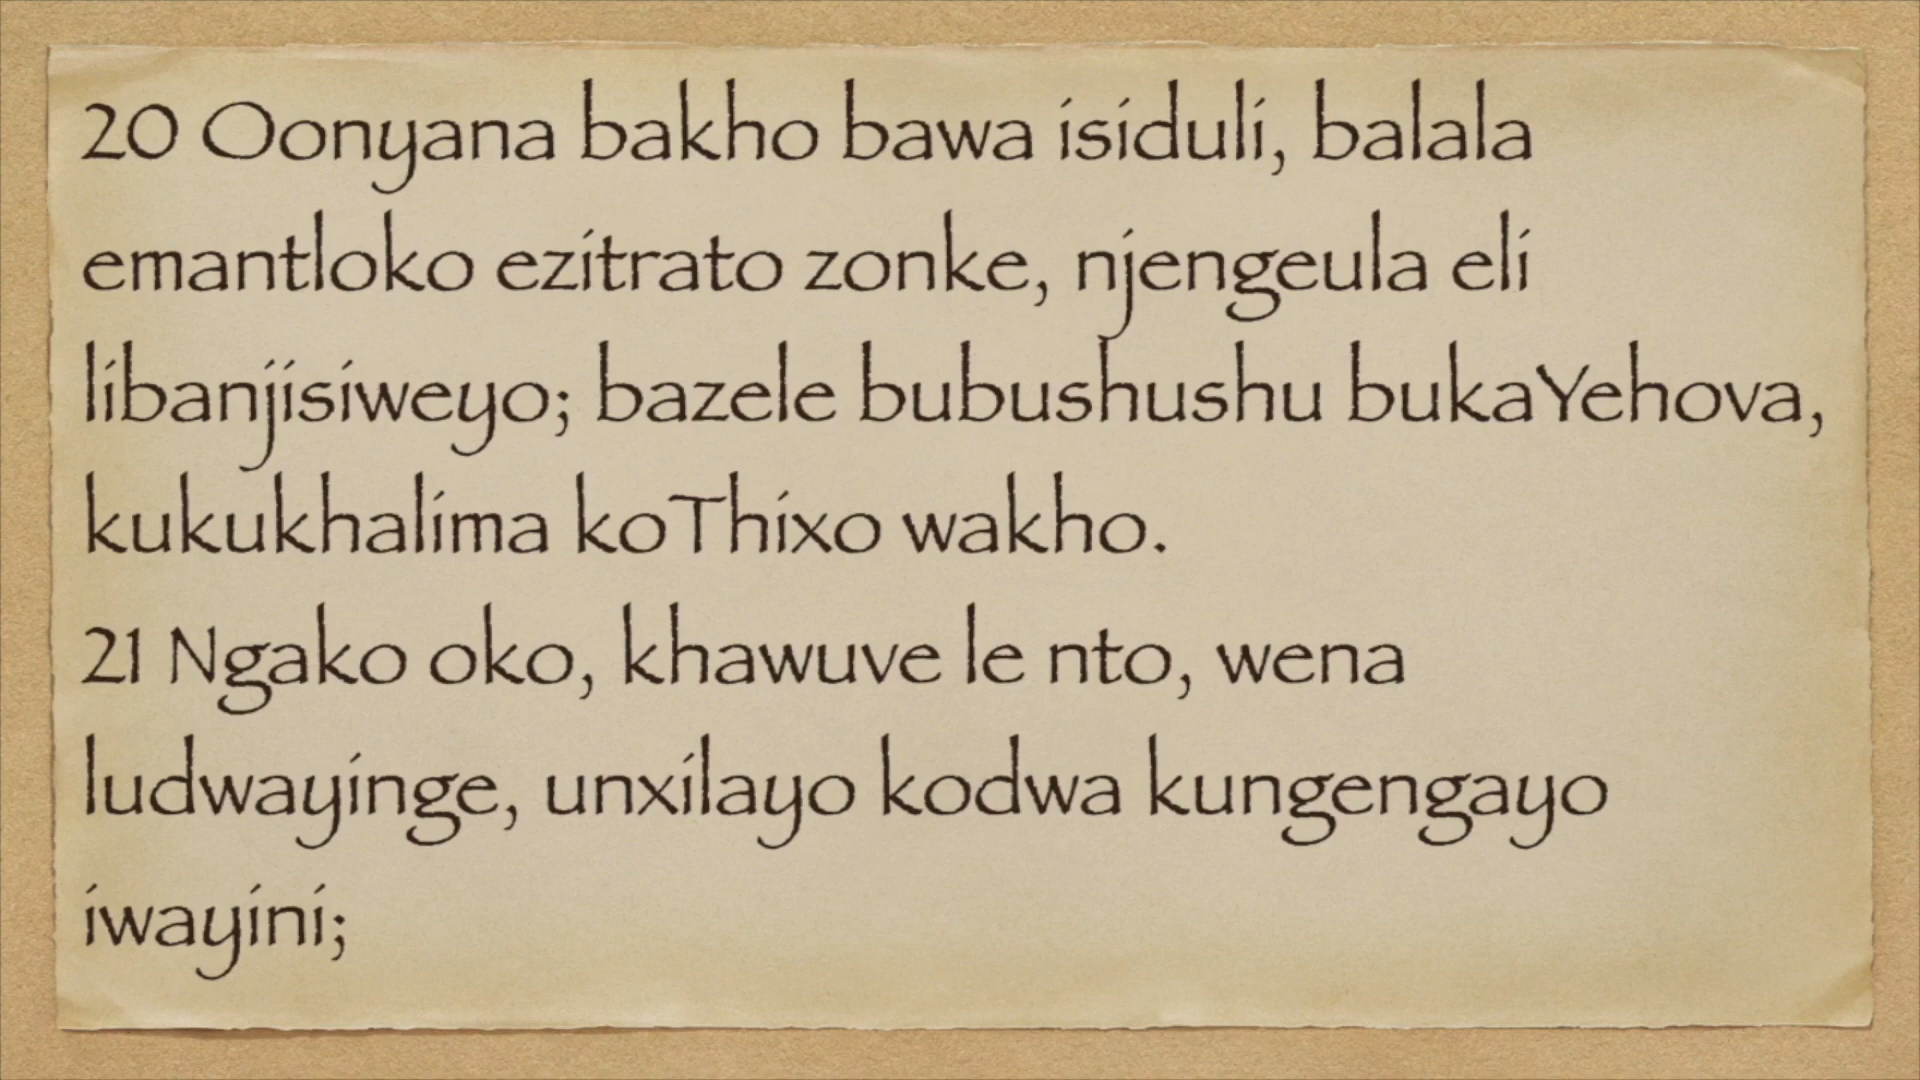 20 Oonyana bakho bawa isiduli, balala
emantloko ezitrato zonke, njengeula eli
libanjisiweyo; bazele bubushushu bukaYehova,
kukukhalima koThixo wakho.
21 Ngako oko, khawuve le nto, wena
ludwayinge, unxilayo kodwa kungengayo
iwayini;